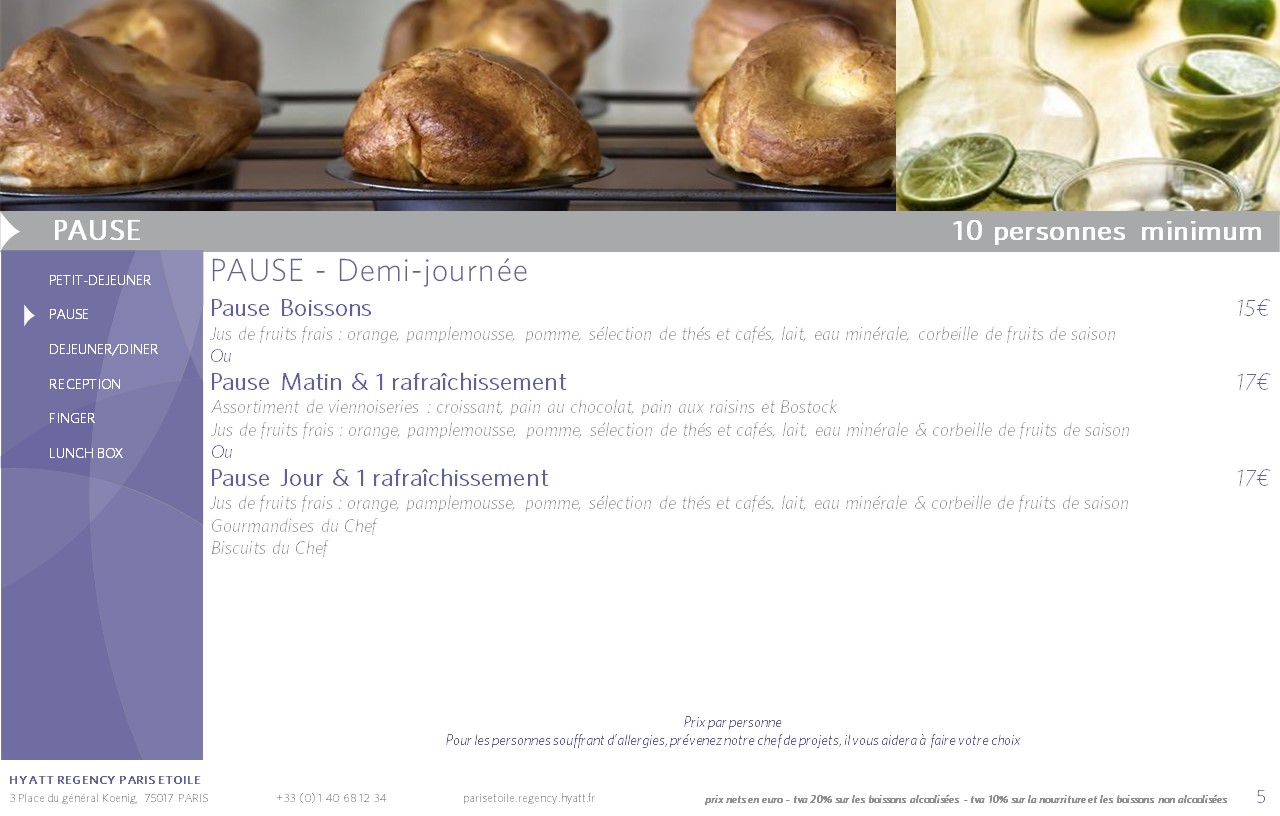 PAUSE 10 personnes minimum
PETIT-DEJEUNER
PAUSE
DEJEUNER/DINER
RECEPTION
FINGER
LUNCH BOX
PAUSE - Demi-journée
Pause Boissons 15€
Jus de fruits frais : orange, pamplemousse, pomme, sélection de thés et cafés, lait, eau minérale, corbeille de fruits de saison
Ou
Pause Matin & 1 rafraîchissement 17€
Assortiment de viennoiseries : croissant, pain au chocolat, pain aux raisins et Bostock
Jus de fruits frais : orange, pamplemousse, pomme, sélection de thés et cafés, lait, eau minérale & corbeille de fruits de saison
Ou
Pause Jour & 1 rafraîchissement 17€
Jus de fruits frais : orange, pamplemousse, pomme, sélection de thés et cafés, lait, eau minérale & corbeille de fruits de saison
Gourmandises du Chef
Biscuits du Chef
Prix par personne
Pour les personnes souffrant d'allergies, prévenez notre chef de projets, il vous aidera à faire votre choix
HYATT REGENCY PARIS ETOILE
3 Place du général Koenig, 75017 PARIS +33 (0) 1 40 68 12 34 parisetoile.regency.hyatt.fr prix nets en euro - tva 20% sur les boissons alcoolisées - tva 10% sur la nourriture et les boissons non alcoolisées 5